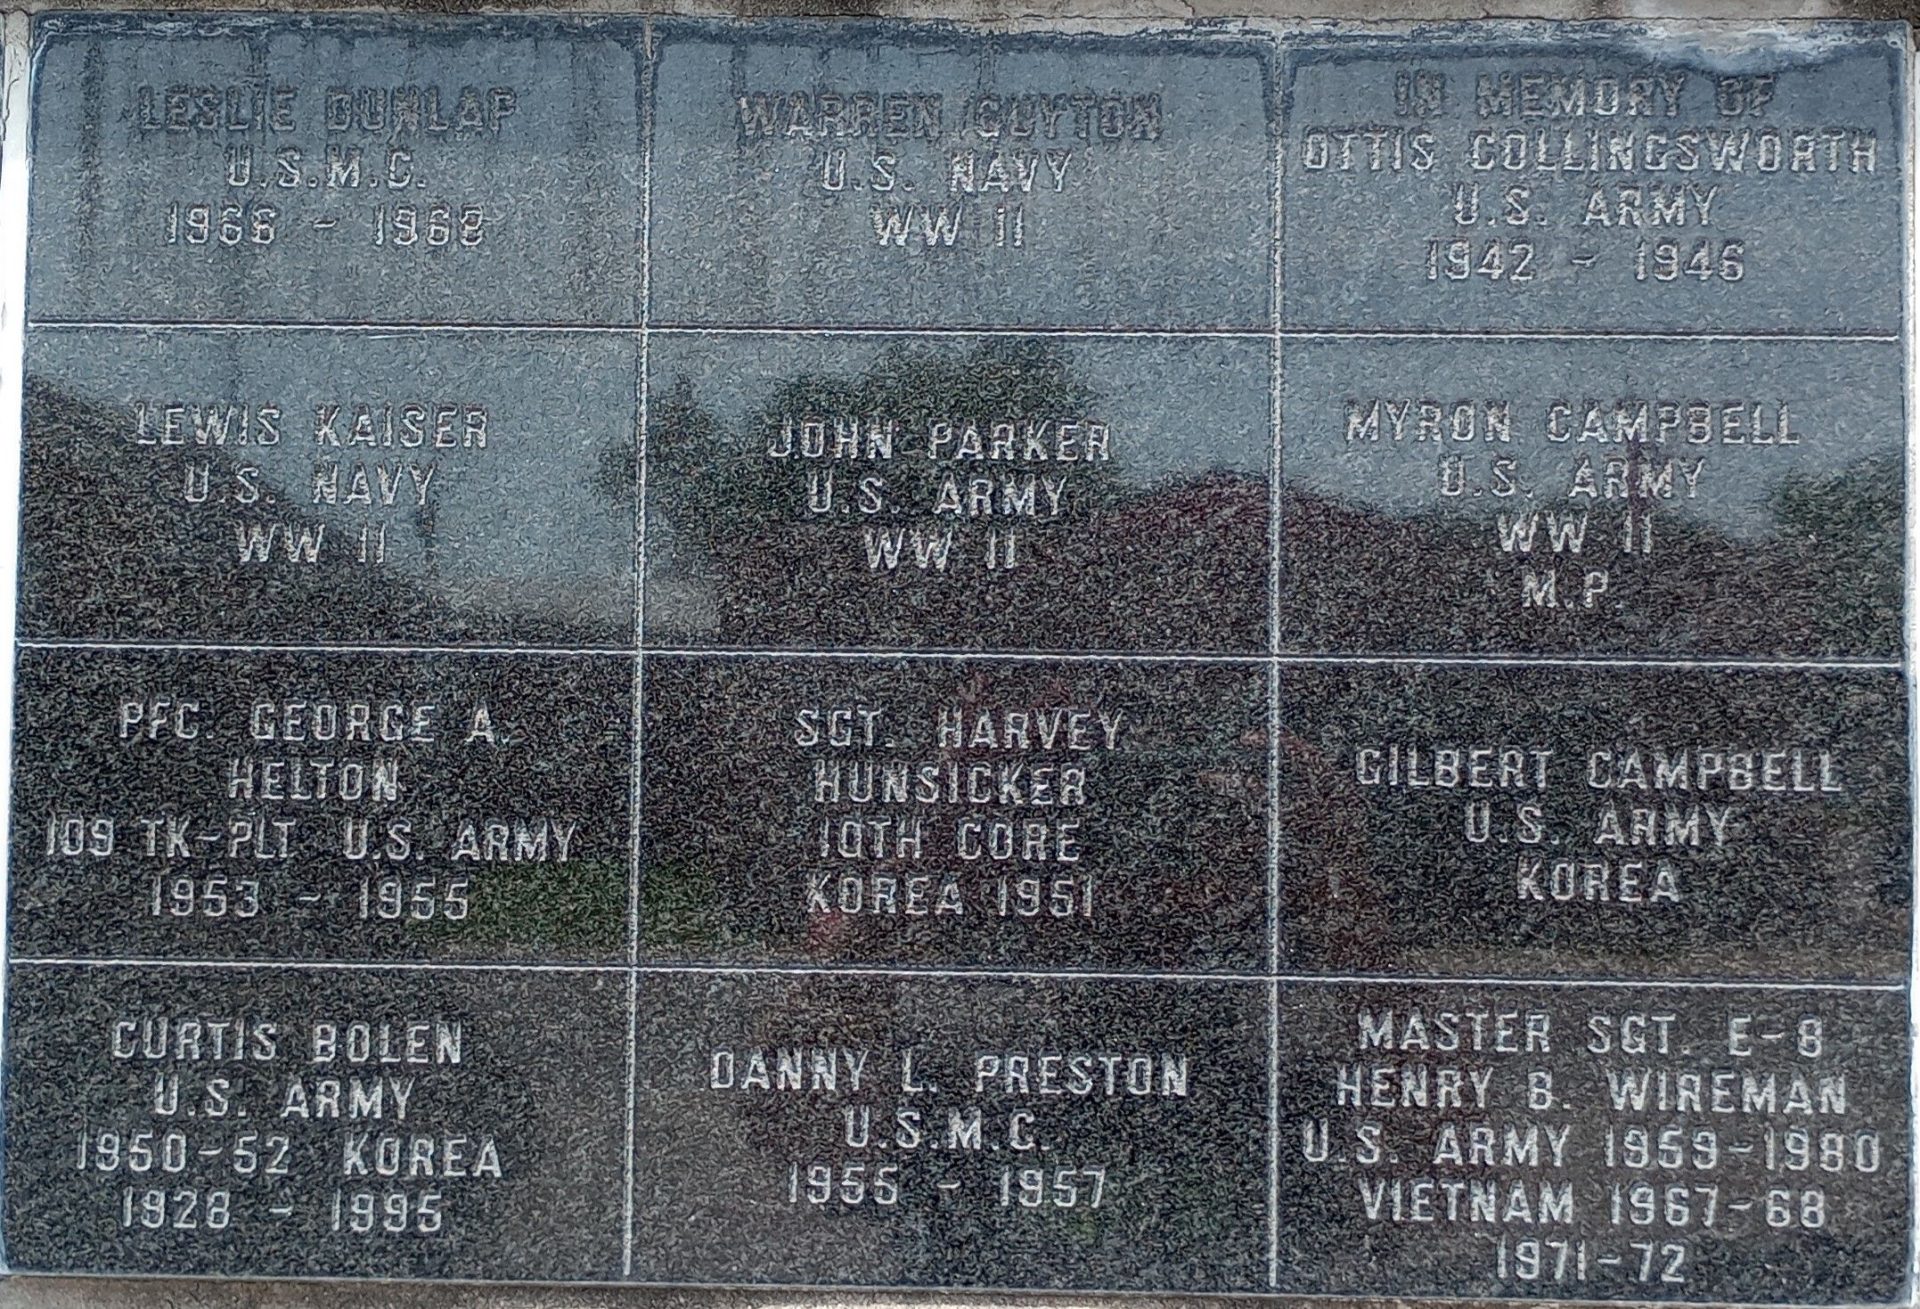 LESLIE DUNLAP
U.S.M.C.
1966 - 1968
WARREN GUYTON
U.S. NAVY
WW II
IN MEMORY OF
OTTIS COLLINGSWORTH
U.S. ARMY
1942 - 1946
LEWIS KAISER
U.S. NAVY
WW II
JOHN PARKER
U.S. ARMY
WW II
MYRON CAMPBELL
U.S. ARMY
WW II
M.P.
PFC. GEORGE A.
HELTON
109 TK-PLT U.S. ARMY
1953 - 1955
SGT. HARVEY
HUNSICKER
10TH CORE
KOREA 1951
GILBERT CAMPBELL
U.S. ARMY
KOREA
CURTIS BOLEN
U.S. ARMY
1950-52 KOREA
1928 - 1995
DANNY L. PRESTON
U.S.M.C.
1955 - 1957
MASTER SGT. E-8
HENRY B. WIREMAN
U.S. ARMY 1959-1980
VIETNAM 1967-68
1971-72